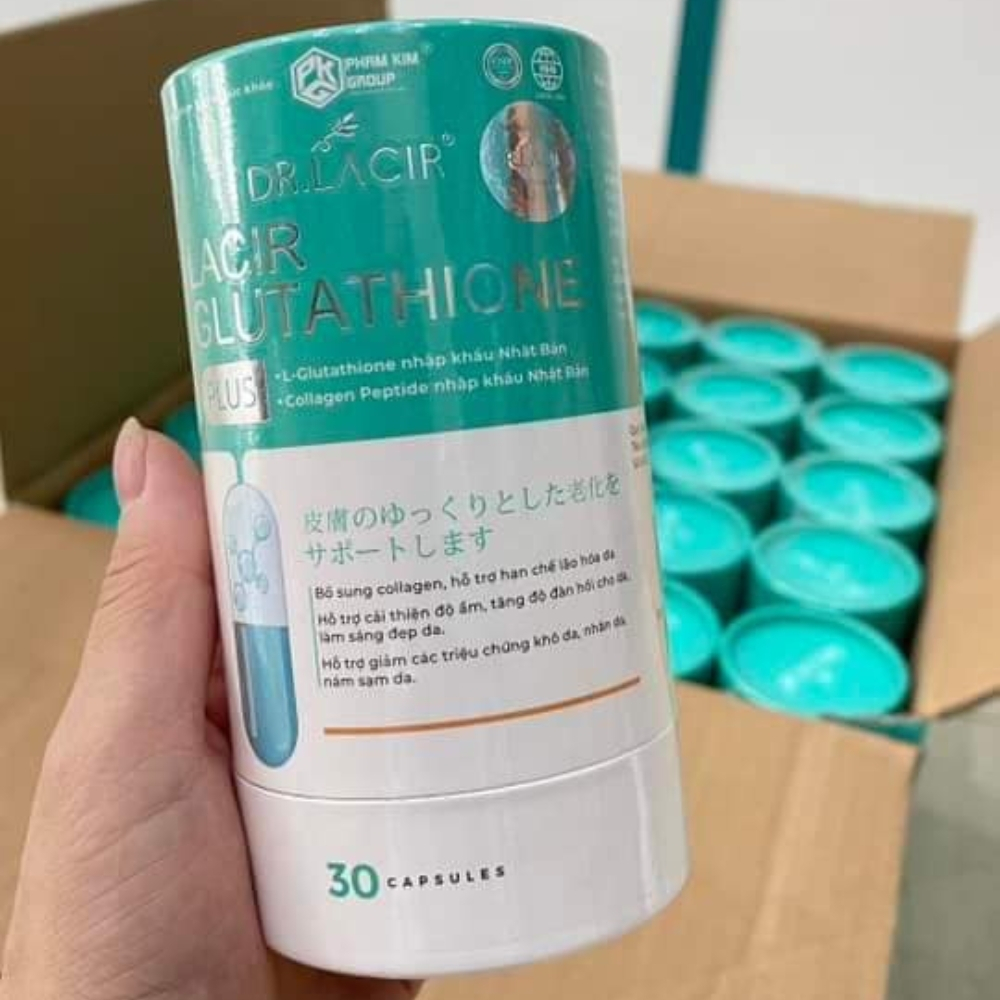 PHAM KIM
GROUP
DR.LACIR
LACIR
GLUTATHIONE
PLUS
•L-Glutathione nhập khẩu Nhật Bản
•Collagen Peptide nhập khẩu Nhật Bản
皮膚のゆっくりとした老化を
サポートします
Bổ sung collagen, hỗ trợ hạn chế lão hóa da
Hỗ trợ cải thiện độ ẩm, tăng độ đàn hồi cho da,
làm sáng đẹp da.
Hỗ trợ giảm các triệu chứng khô da, nhăn da,
nám sạm da.
30 CAPSULES